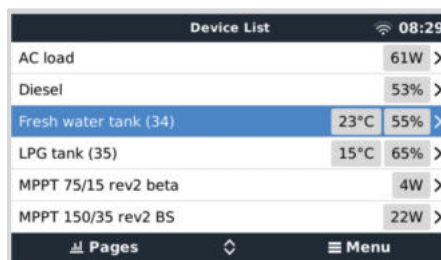 Device List 08:29
AC load 61W
Diesel 53%
Fresh water tank (34) 23°C 55%
LPG tank (35) 15°C 65%
MPPT 75/15 rev2 beta 4W
MPPT 150/35 rev2 BS 22W
Pages Menu